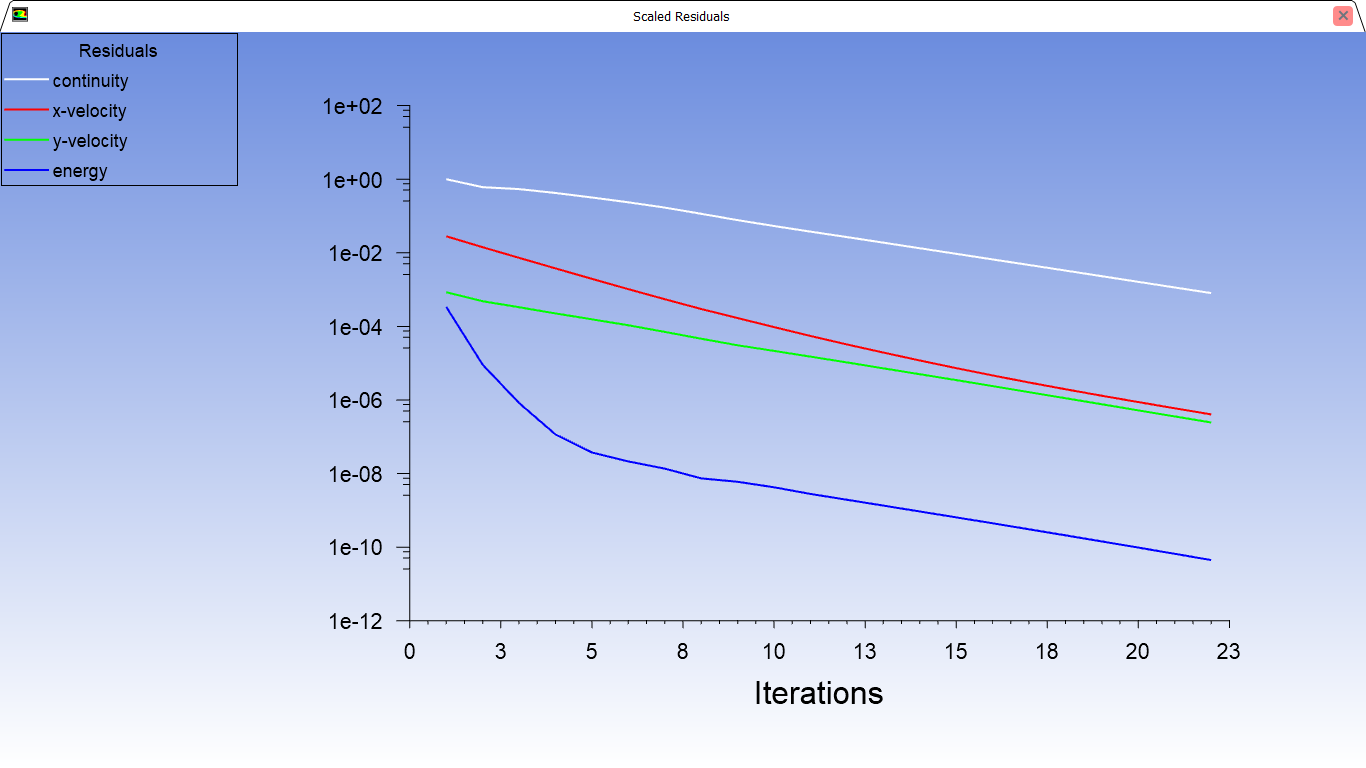 Scaled Residuals
Residuals
continuity
x-velocity
y-velocity
energy
1e+02
1e+00
1e-02
1e-04
1e-06
1e-08
1e-10
1e-12
0 3 5 8 10 13 15 18 20 23
Iterations